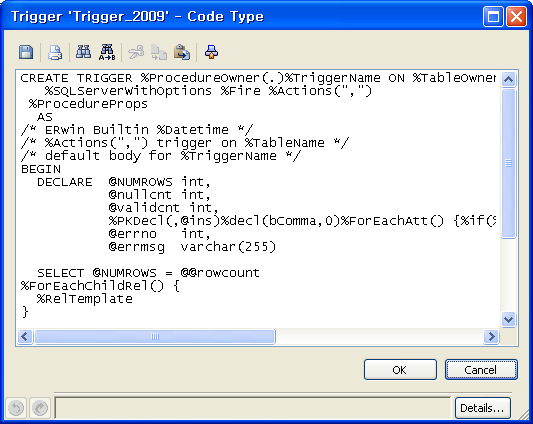 Trigger 'Trigger_2009' - Code Type
A→B
CREATE TRIGGER %ProcedureOwner(.)%TriggerName ON %TableOwner
%SQLServerWithOptions %Fire %Actions(",")
%ProcedureProps
AS
/* ERwin Builtin %Datetime */
/* %Actions(",") trigger on %TableName */
/* default body for %TriggerName */
BEGIN
DECLARE @NUMROWS int,
@nullcnt int,
@validcnt int,
%PKDecl(,@ins)%decl(bComma,0)%ForEachAtt() {%if(%
@errno int,
@errmsg varchar(255)
SELECT @NUMROWS = @@rowcount
%ForEachChildRel() {
%RelTemplate
}
OK
Cancel
Details...